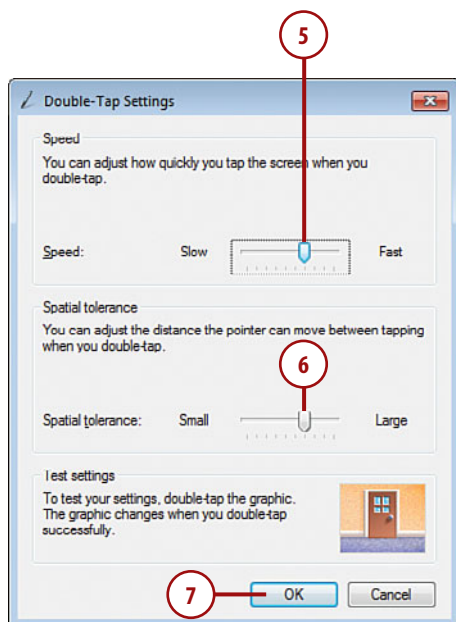 5
Double-Tap Settings
Speed
You can adjust how quickly you tap the screen when you
double-tap.
Speed: Slow Fast
Spatial tolerance
You can adjust the distance the pointer can move between tapping
when you double-tap.
6
Spatial tolerance: Small Large
Test settings
To test your settings, double-tap the graphic.
The graphic changes when you double-tap
successfully.
7 OK Cancel